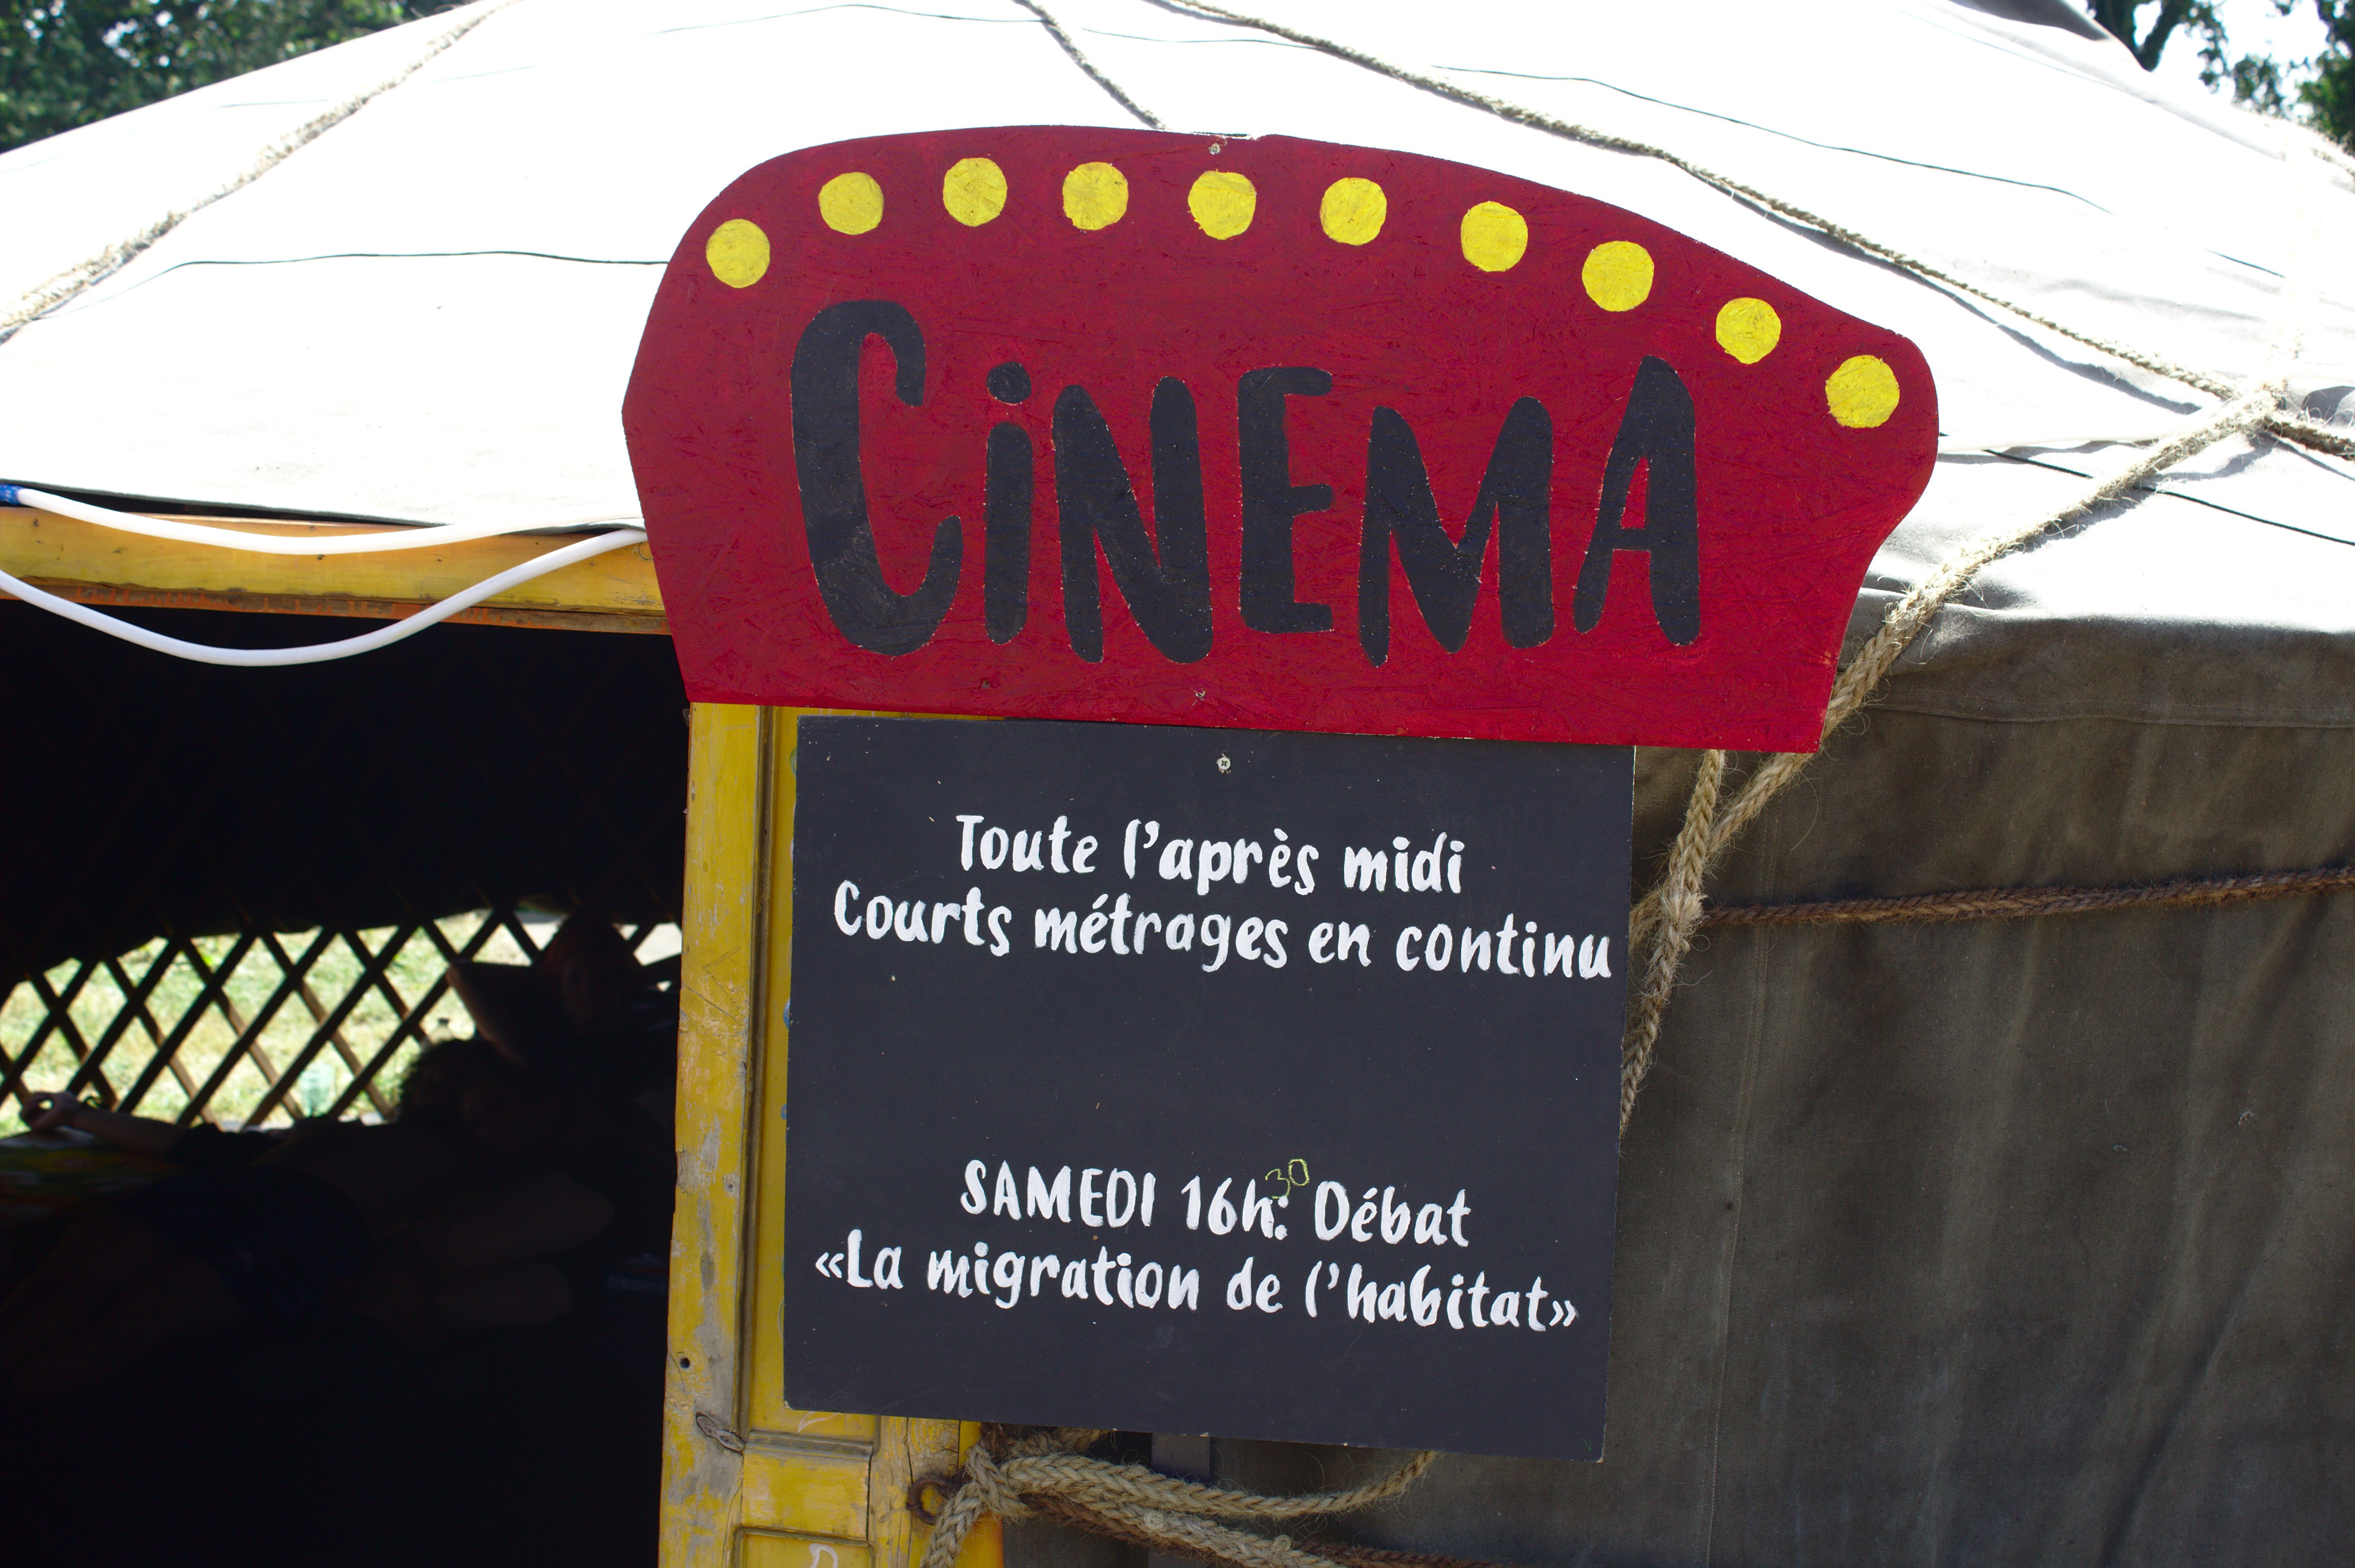 CiNEMA
Toute l'après midi
Courts métrages en continu
SAMEDI 16h30: Débat
«La migration de l'habitat»